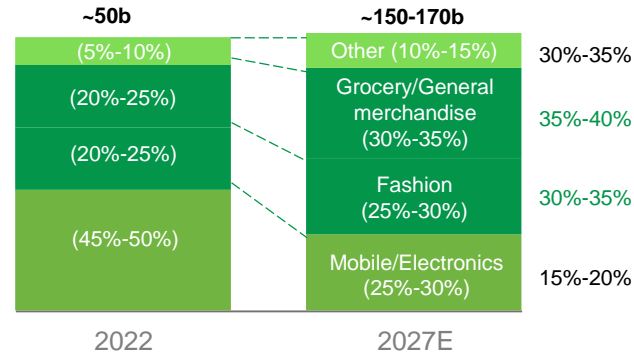 ~50b
~150-170b
(5%-10%)
Other (10%-15%)
30%-35%
(20%-25%)
Grocery/General
merchandise
(30%-35%)
35%-40%
(20%-25%)
Fashion
(25%-30%)
30%-35%
(45%-50%)
Mobile/Electronics
(25%-30%)
15%-20%
2022
2027E